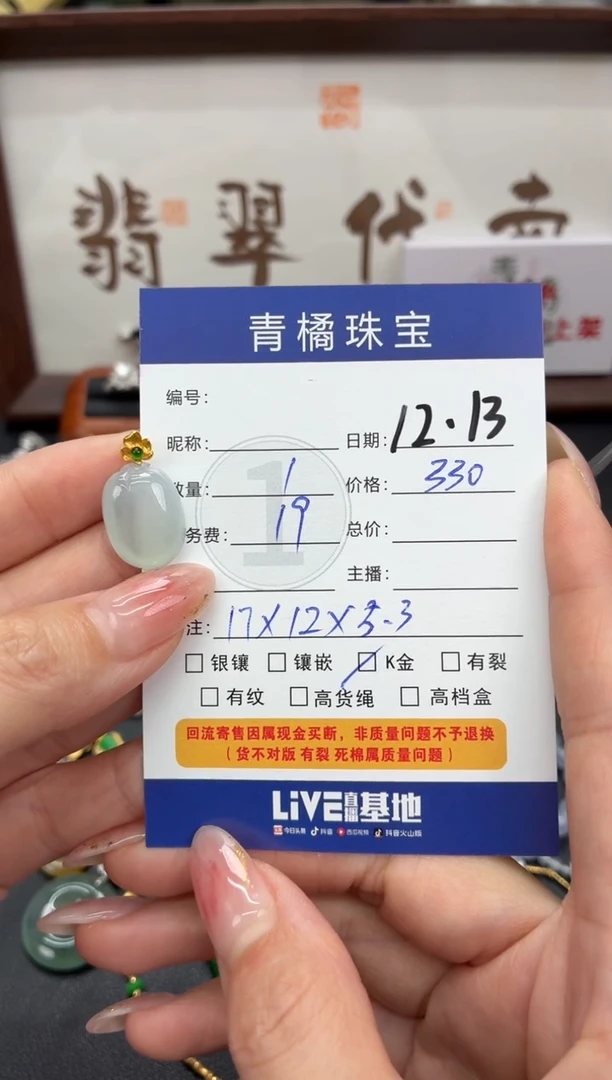 翡翠代
上架
青橘珠宝
编号：
昵称： 日期：12.13
数量：1 价格：330
务费：19 总价：
主播：
注：17X12X5.3
银镶 镶嵌 K金 有裂
有纹 高货绳 高档盒
回流寄售因属现金买断，非质量问题不予退换
（货不对版 有裂 死棉属质量问题）
LiVE直播基地
今日头条 抖音 西瓜视频 抖音火山版